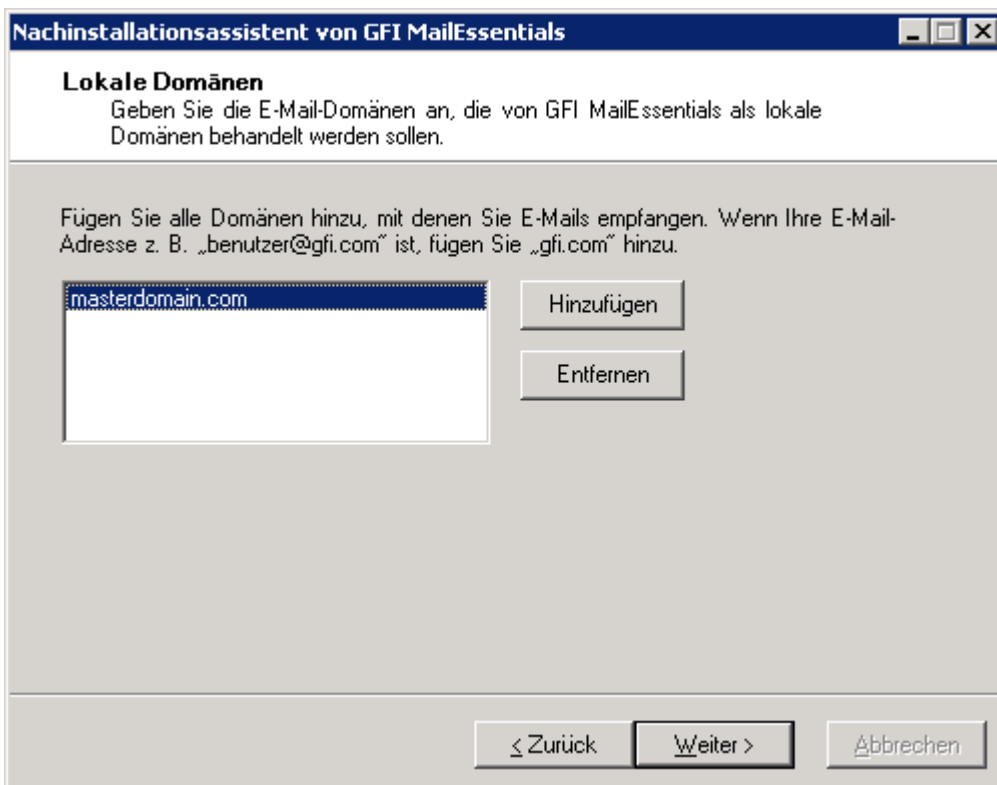 Nachinstallationsassistent von GFI MailEssentials
Lokale Domänen
Geben Sie die E-Mail-Domänen an, die von GFI MailEssentials als lokale
Domänen behandelt werden sollen.
Fügen Sie alle Domänen hinzu, mit denen Sie E-Mails empfangen. Wenn Ihre E-Mail-
Adresse z. B. „benutzer@gfi.com“ ist, fügen Sie „gfi.com“ hinzu.
masterdomain.com
Hinzufügen
Entfernen
< Zurück
Weiter >
Abbrechen